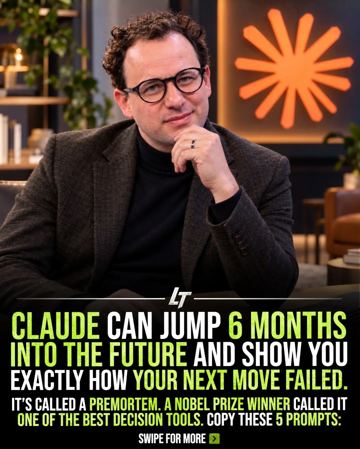 LT
CLAUDE CAN JUMP 6 MONTHS
INTO THE FUTURE AND SHOW YOU
EXACTLY HOW YOUR NEXT MOVE FAILED.
IT'S CALLED A PREMORTEM. A NOBEL PRIZE WINNER CALLED IT
ONE OF THE BEST DECISION TOOLS. COPY THESE 5 PROMPTS:
SWIPE FOR MORE